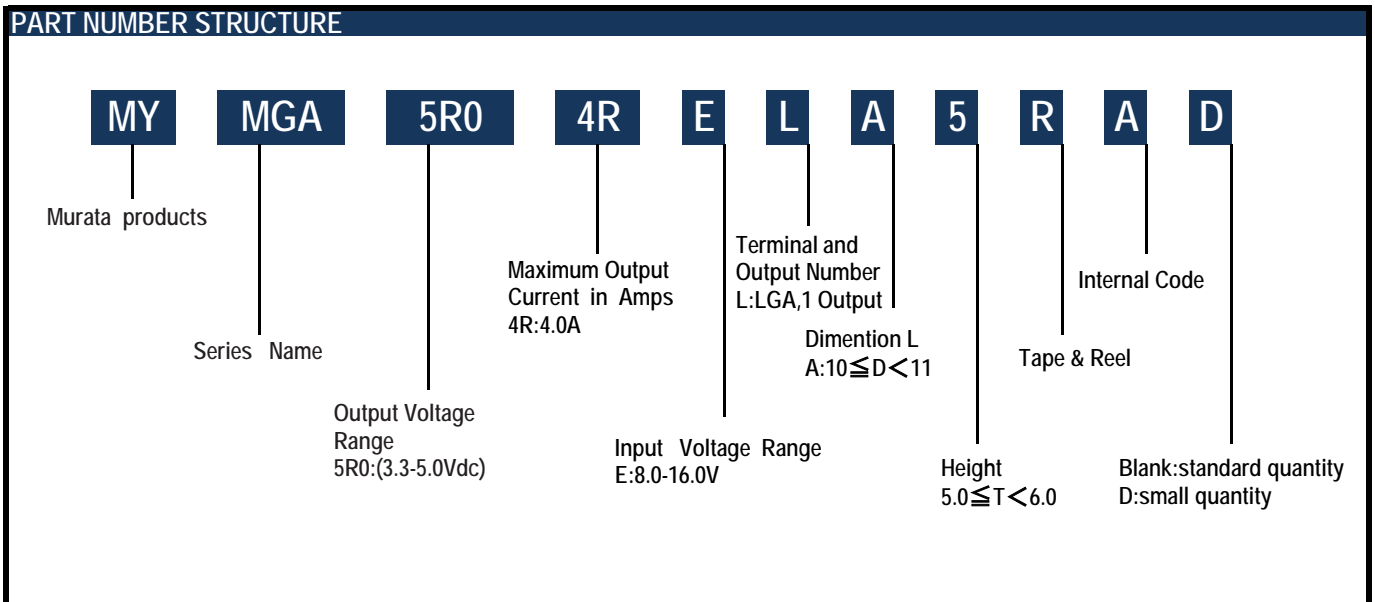 PART NUMBER STRUCTURE
MY MGA 5R0 4R E L A 5 R A D
Murata products
Series Name
Output Voltage
Range
5R0:(3.3-5.0Vdc)
Maximum Output
Current in Amps
4R:4.0A
Input Voltage Range
E:8.0-16.0V
Terminal and
Output Number
L:LGA,1 Output
Dimention L
A:10≦D<11
Height
5.0≦T<6.0
Tape & Reel
Internal Code
Blank:standard quantity
D:small quantity